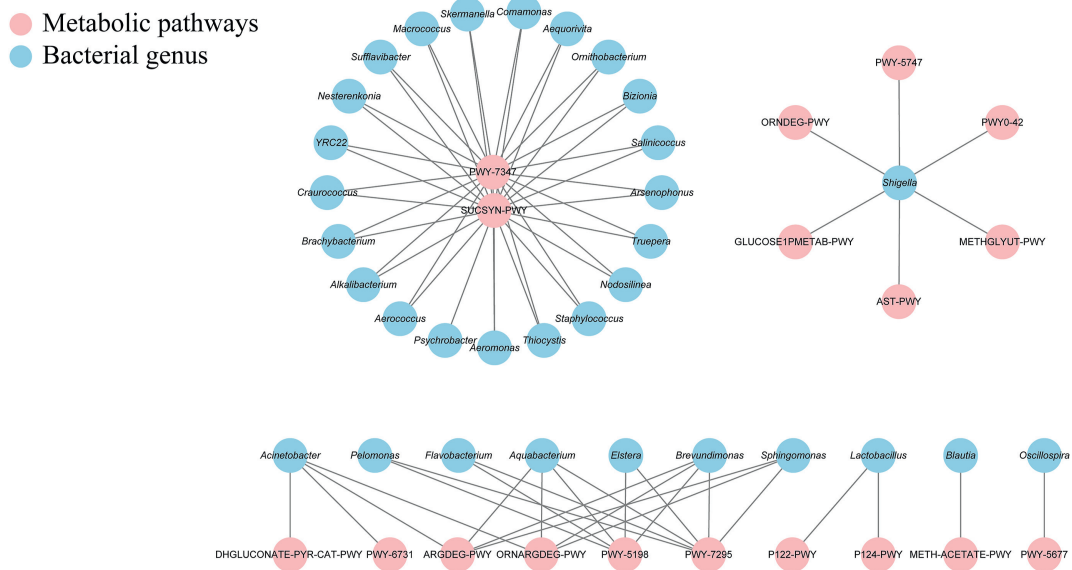 Metabolic pathways
Bacterial genus
Skermanella
Comamonas
Macrococcus
Aequorivita
Sufflavibacter
Ornithobacterium
Nesterenkonia
Bizionia
YRC22
Salinicoccus
PWY-7347
Craurococcus
Arsenophonus
SUCSYN-PWY
Brachybacterium
Truepera
Alkalibacterium
Nodosilinea
Aerococcus
Staphylococcus
Psychrobacter
Aeromonas
Thiocystis
PWY-5747
ORNDEG-PWY
PWY0-42
Shigella
GLUCOSE1PMETAB-PWY
METHGLYUT-PWY
AST-PWY
Acinetobacter Pelomonas Flavobacterium Aquabacterium Elstera Brevundimonas Sphingomonas Lactobacillus Blautia Oscillospira
DHGLUCONATE-PYR-CAT-PWY PWY-6731 ARGDEG-PWY ORNARGDEG-PWY PWY-5198 PWY-7295 P122-PWY P124-PWY METH-ACETATE-PWY PWY-5677